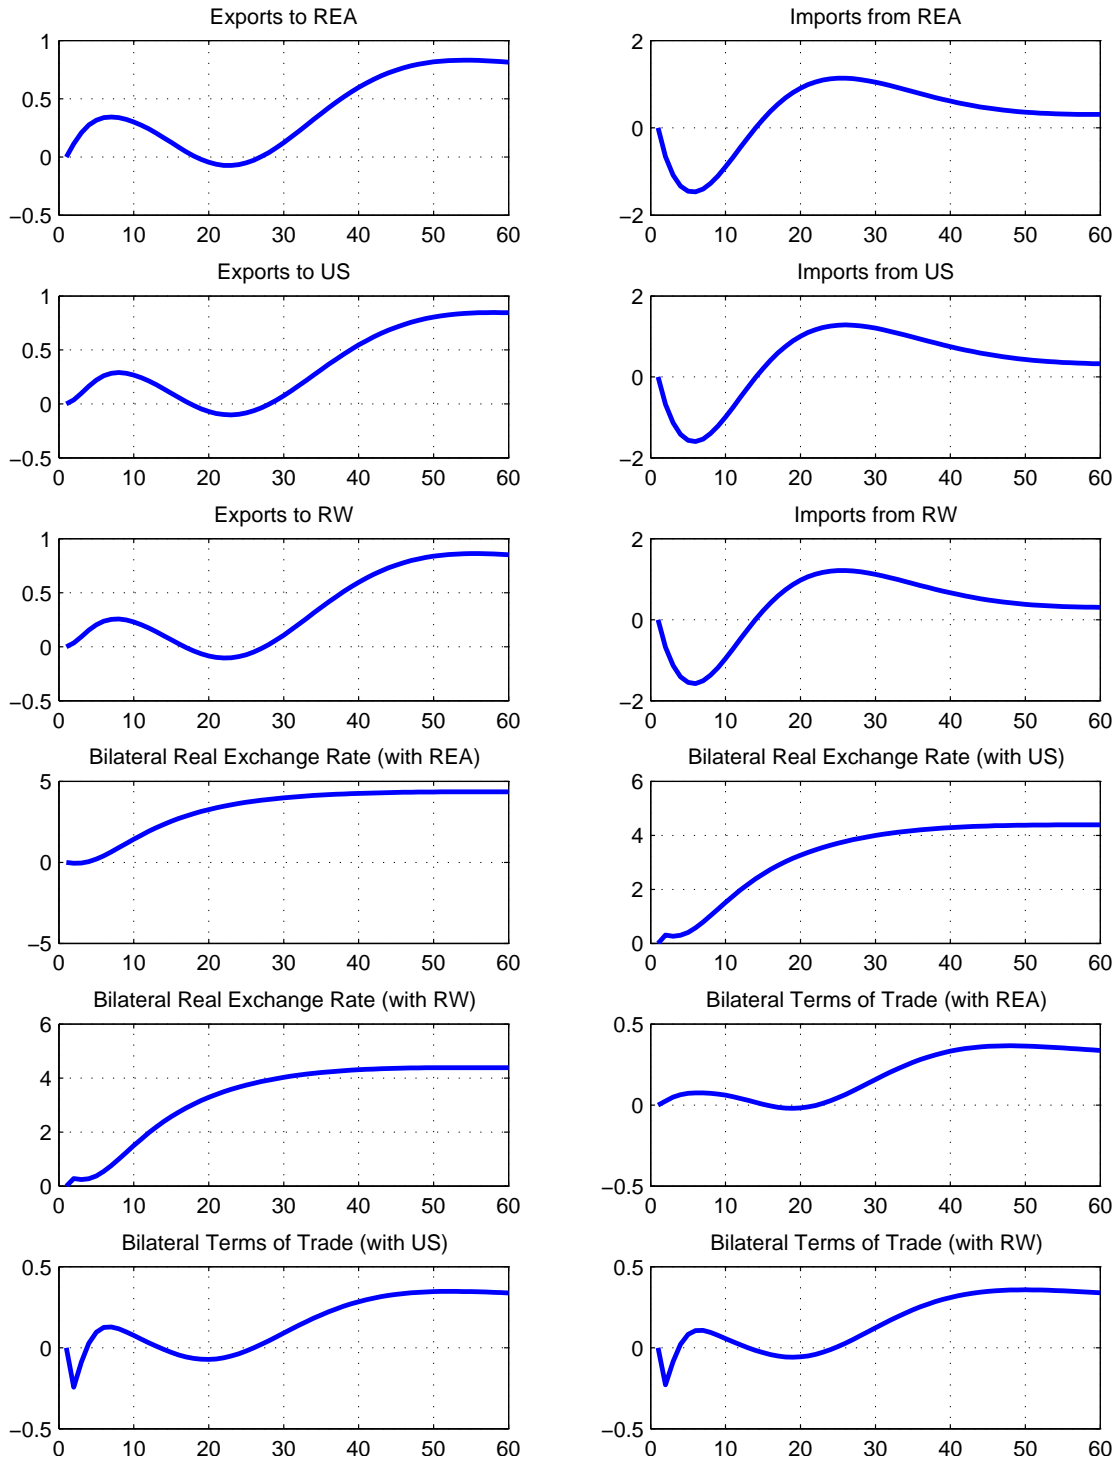 Exports to REA
1
0.5
0
−0.5
0 10 20 30 40 50 60
Imports from REA
2
0
−2
0 10 20 30 40 50 60
Exports to US
1
0.5
0
−0.5
0 10 20 30 40 50 60
Imports from US
2
0
−2
0 10 20 30 40 50 60
Exports to RW
1
0.5
0
−0.5
0 10 20 30 40 50 60
Imports from RW
2
0
−2
0 10 20 30 40 50 60
Bilateral Real Exchange Rate (with REA)
5
0
−5
0 10 20 30 40 50 60
Bilateral Real Exchange Rate (with US)
6
4
2
0
0 10 20 30 40 50 60
Bilateral Real Exchange Rate (with RW)
6
4
2
0
0 10 20 30 40 50 60
Bilateral Terms of Trade (with REA)
0.5
0
−0.5
0 10 20 30 40 50 60
Bilateral Terms of Trade (with US)
0.5
0
−0.5
0 10 20 30 40 50 60
Bilateral Terms of Trade (with RW)
0.5
0
−0.5
0 10 20 30 40 50 60